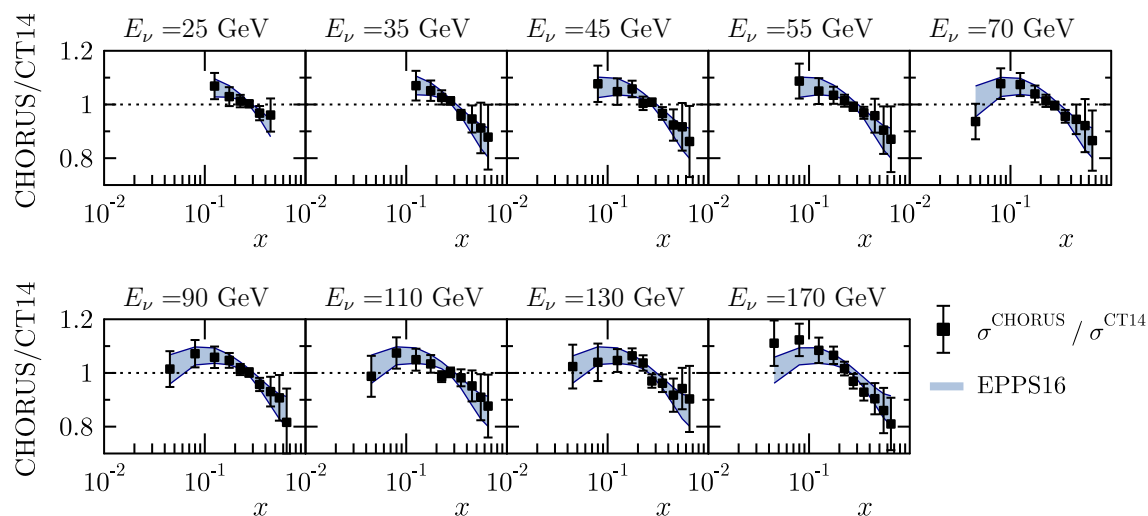 E_ν =25 GeV E_ν =35 GeV E_ν =45 GeV E_ν =55 GeV E_ν =70 GeV
CHORUS/CT14
1.2
1
0.8
10⁻² 10⁻¹ 10⁻² 10⁻¹ 10⁻² 10⁻¹ 10⁻² 10⁻¹ 10⁻² 10⁻¹
x x x x x
E_ν =90 GeV E_ν =110 GeV E_ν =130 GeV E_ν =170 GeV
CHORUS/CT14
1.2
1
0.8
10⁻² 10⁻¹ 10⁻² 10⁻¹ 10⁻² 10⁻¹ 10⁻² 10⁻¹
x x x x
σ^CHORUS / σ^CT14
EPPS16